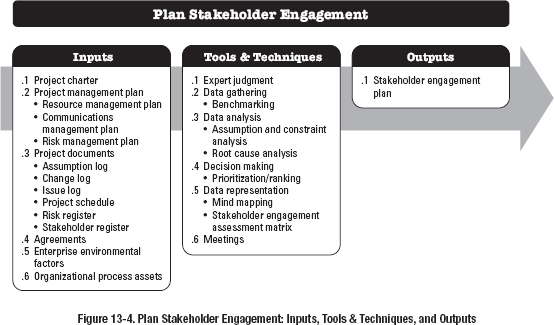 Plan Stakeholder Engagement
Inputs
.1 Project charter
.2 Project management plan
• Resource management plan
• Communications
management plan
• Risk management plan
.3 Project documents
• Assumption log
• Change log
• Issue log
• Project schedule
• Risk register
• Stakeholder register
.4 Agreements
.5 Enterprise environmental
factors
.6 Organizational process assets
Tools & Techniques
.1 Expert judgment
.2 Data gathering
• Benchmarking
.3 Data analysis
• Assumption and constraint
analysis
• Root cause analysis
.4 Decision making
• Prioritization/ranking
.5 Data representation
• Mind mapping
• Stakeholder engagement
assessment matrix
.6 Meetings
Outputs
.1 Stakeholder engagement
plan
Figure 13-4. Plan Stakeholder Engagement: Inputs, Tools & Techniques, and Outputs